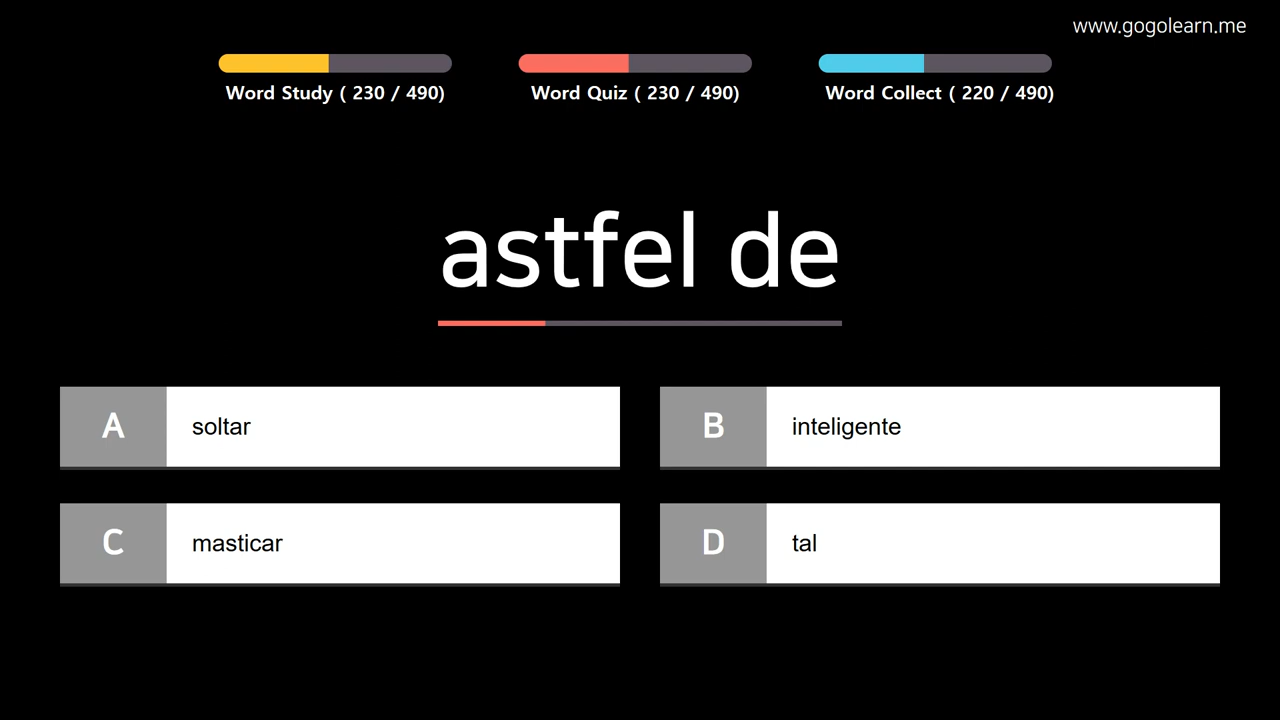 www.gogolearn.me
Word Study ( 230 / 490)
Word Quiz ( 230 / 490)
Word Collect ( 220 / 490)
astfel de
A soltar
B inteligente
C masticar
D tal